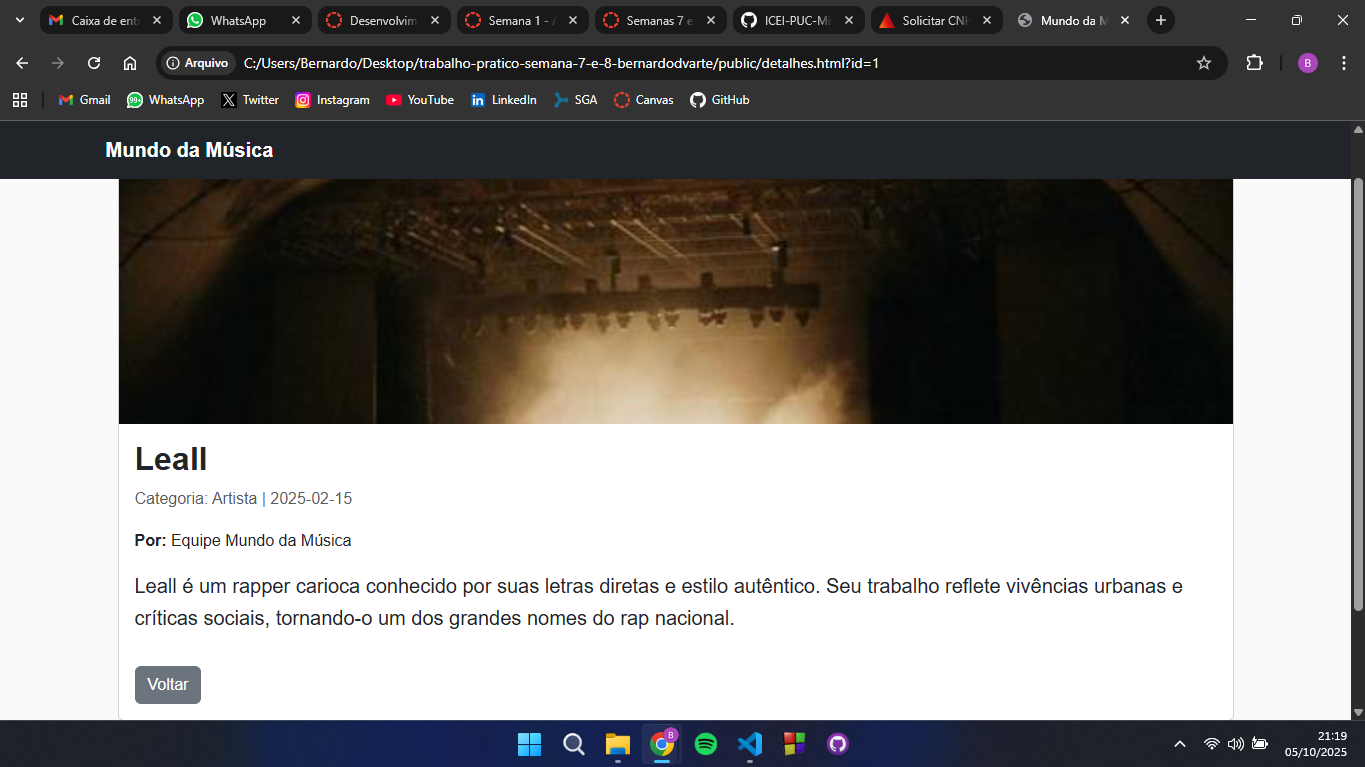 Caixa de ent
WhatsApp
Desenvolvim
Semana 1 - A
Semanas 7 e
ICEI-PUC-Mi
Solicitar CNH
Mundo da M
Arquivo
C:/Users/Bernardo/Desktop/trabalho-pratico-semana-7-e-8-bernardodvarte/public/detalhes.html?id=1
B
Gmail
99+
WhatsApp
Twitter
Instagram
YouTube
LinkedIn
SGA
Canvas
GitHub
Mundo da Música
Leall
Categoria: Artista | 2025-02-15
Por: Equipe Mundo da Música
Leall é um rapper carioca conhecido por suas letras diretas e estilo autêntico. Seu trabalho reflete vivências urbanas e
críticas sociais, tornando-o um dos grandes nomes do rap nacional.
Voltar
B
21:19
05/10/2025